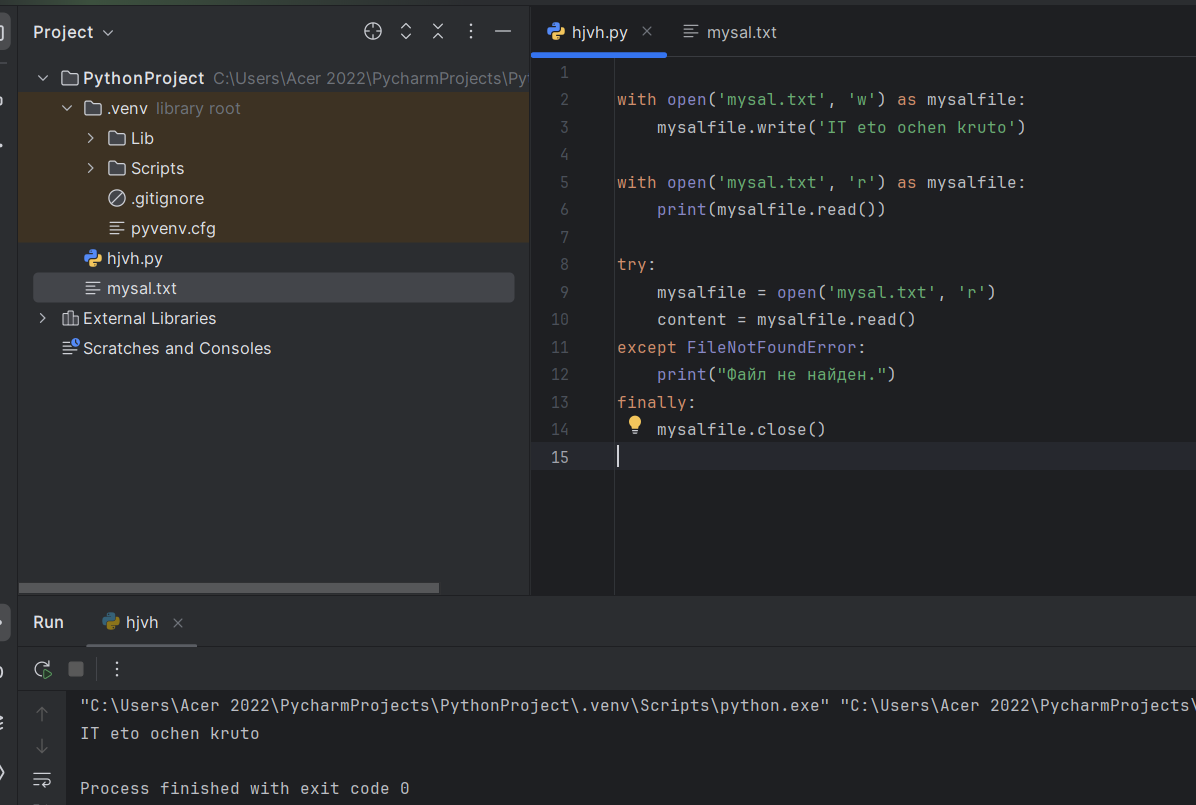 Project
PythonProject C:\Users\Acer 2022\PycharmProjects\Py
.venv library root
Lib
Scripts
.gitignore
pyvenv.cfg
hjvh.py
mysal.txt
External Libraries
Scratches and Consoles
hjvh.py mysal.txt
1
2 with open('mysal.txt', 'w') as mysalfile:
3 mysalfile.write('IT eto ochen kruto')
4
5 with open('mysal.txt', 'r') as mysalfile:
6 print(mysalfile.read())
7
8 try:
9 mysalfile = open('mysal.txt', 'r')
10 content = mysalfile.read()
11 except FileNotFoundError:
12 print("Файл не найден.")
13 finally:
14 mysalfile.close()
15
Run hjvh
"C:\Users\Acer 2022\PycharmProjects\PythonProject\.venv\Scripts\python.exe" "C:\Users\Acer 2022\PycharmProjects\
IT eto ochen kruto
Process finished with exit code 0